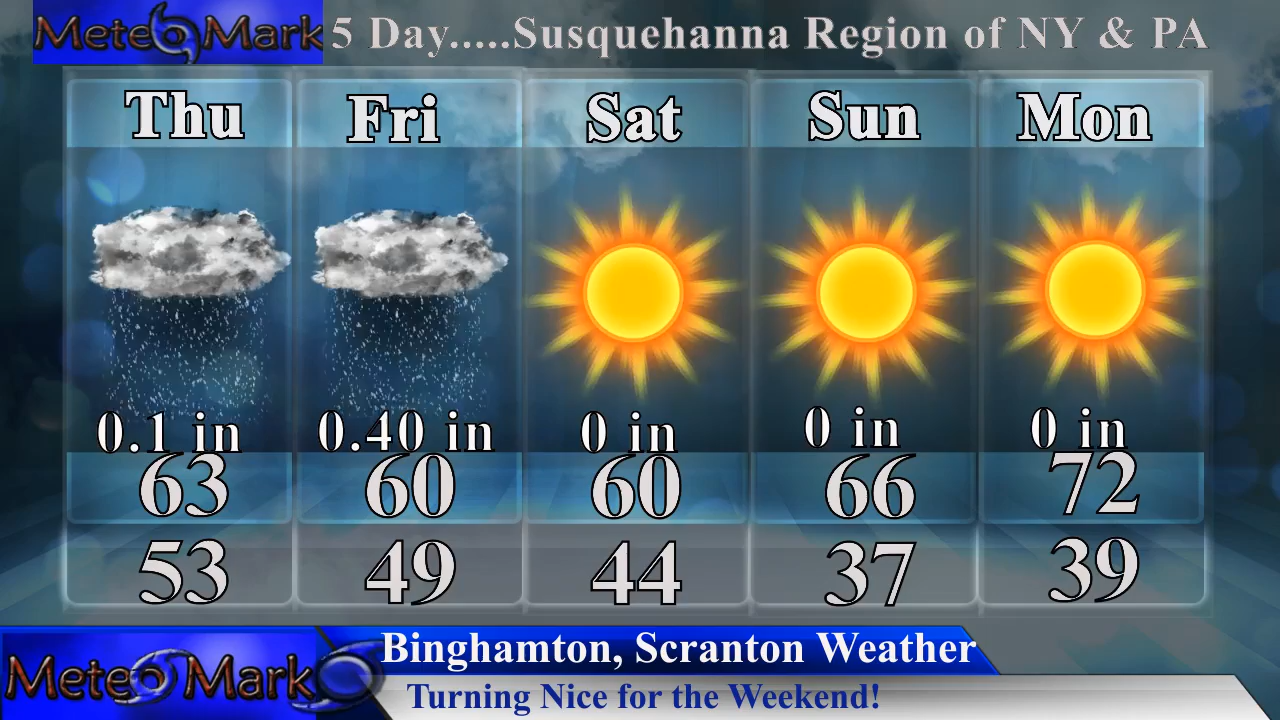 MeteoMark 5 Day.....Susquehanna Region of NY & PA
Thu Fri Sat Sun Mon
0.1 in 0.40 in 0 in 0 in 0 in
63 60 60 66 72
53 49 44 37 39
Binghamton, Scranton Weather
MeteoMark
Turning Nice for the Weekend!